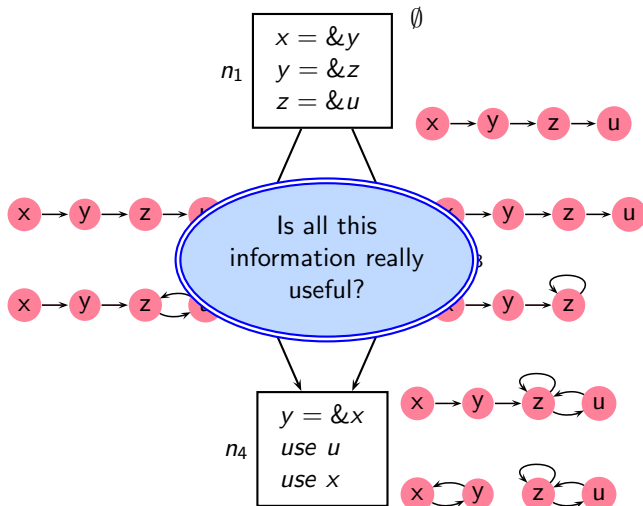 ∅
x = &y
n1
y = &z
z = &u
x y z u
x y z
x y z u
Is all this
information really
useful?
x y z
y z
x y z u
y = &x
n4
use u
use x
x y z u